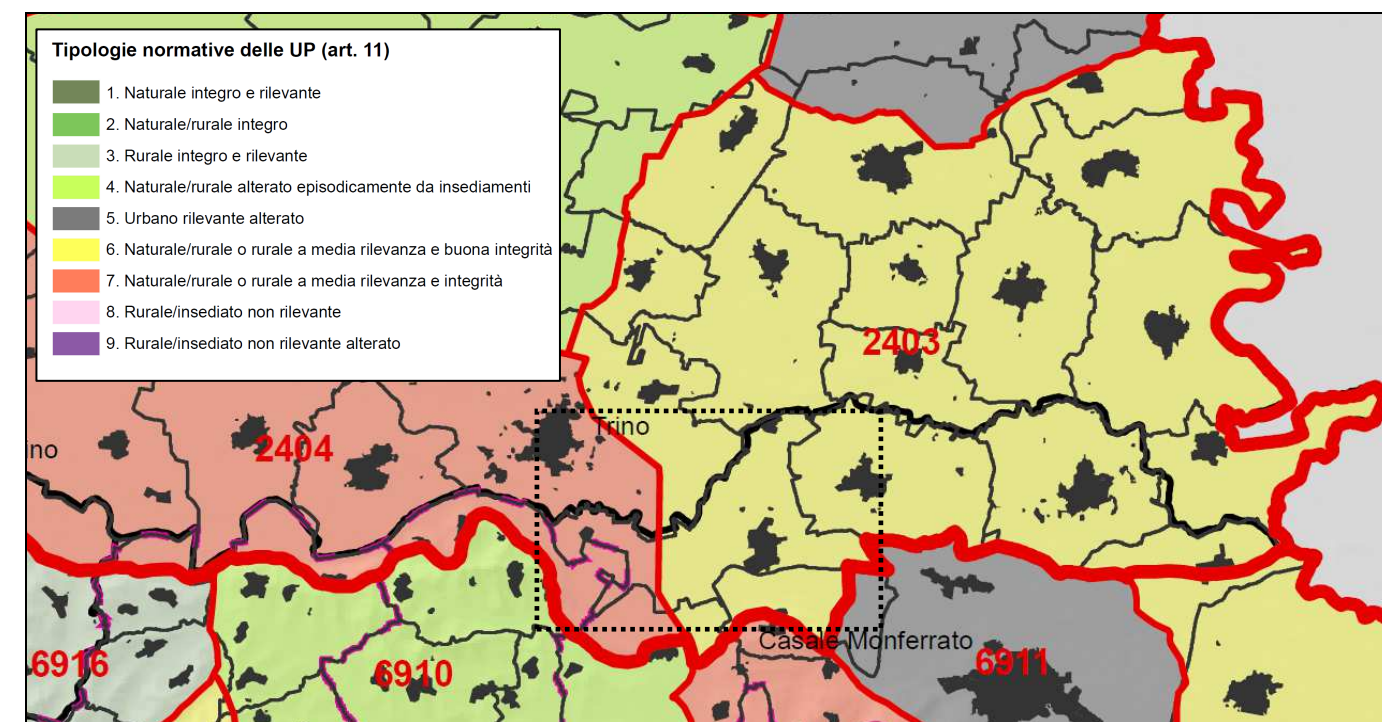 Tipologie normative delle UP (art. 11)
1. Naturale integro e rilevante
2. Naturale/rurale integro
3. Rurale integro e rilevante
4. Naturale/rurale alterato episodicamente da insediamenti
5. Urbano rilevante alterato
6. Naturale/rurale o rurale a media rilevanza e buona integrità
7. Naturale/rurale o rurale a media rilevanza e integrità
8. Rurale/insediato non rilevante
9. Rurale/insediato non rilevante alterato
2403
Trino
2404
ino
Casale Monferrato
6916
6910
6911